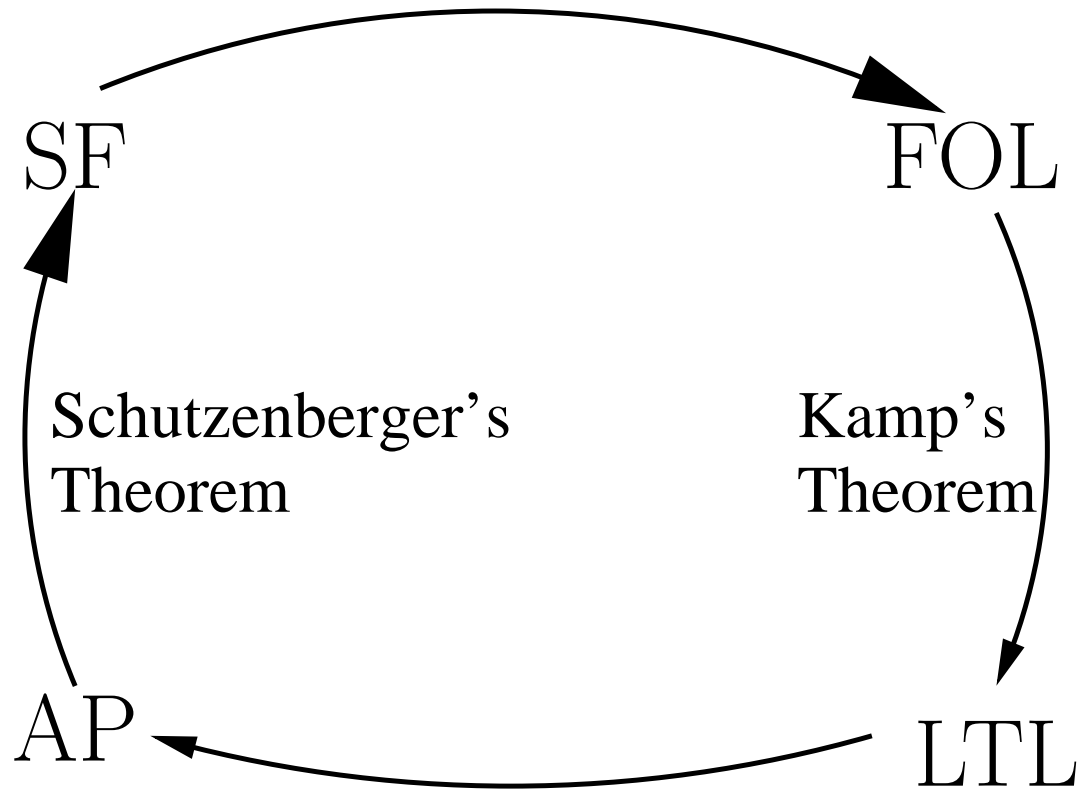 SF
FOL
Schutzenberger's
Theorem
Kamp's
Theorem
AP
LTL